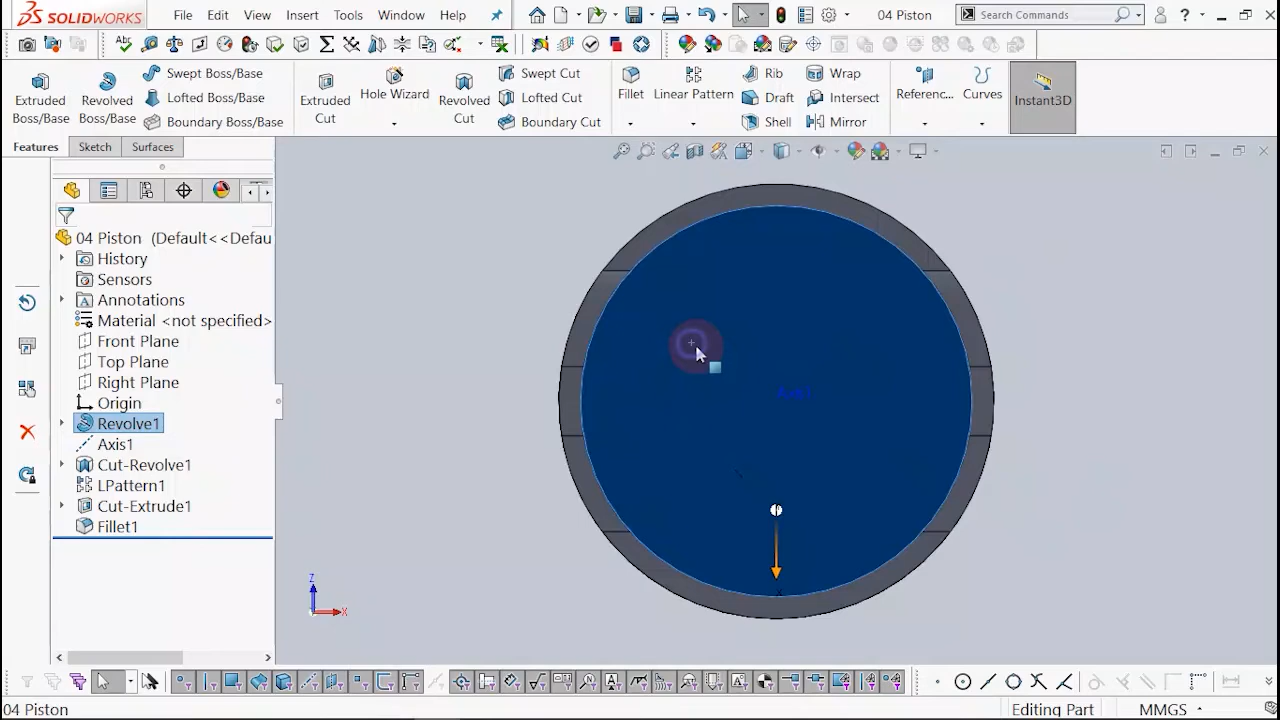 SOLIDWORKS File Edit View Insert Tools Window Help 04 Piston Search Commands ?
Extruded Boss/Base
Revolved Boss/Base
Swept Boss/Base
Lofted Boss/Base
Boundary Boss/Base
Extruded Cut
Hole Wizard
Revolved Cut
Swept Cut
Lofted Cut
Boundary Cut
Fillet
Linear Pattern
Rib
Draft
Shell
Wrap
Intersect
Mirror
Referenc...
Curves
Instant3D
Features Sketch Surfaces
04 Piston (Default<<Defau
History
Sensors
Annotations
Material <not specified>
Front Plane
Top Plane
Right Plane
Origin
Revolve1
Axis1
Cut-Revolve1
LPattern1
Cut-Extrude1
Fillet1
Axis1
Z
X
04 Piston Editing Part MMGS